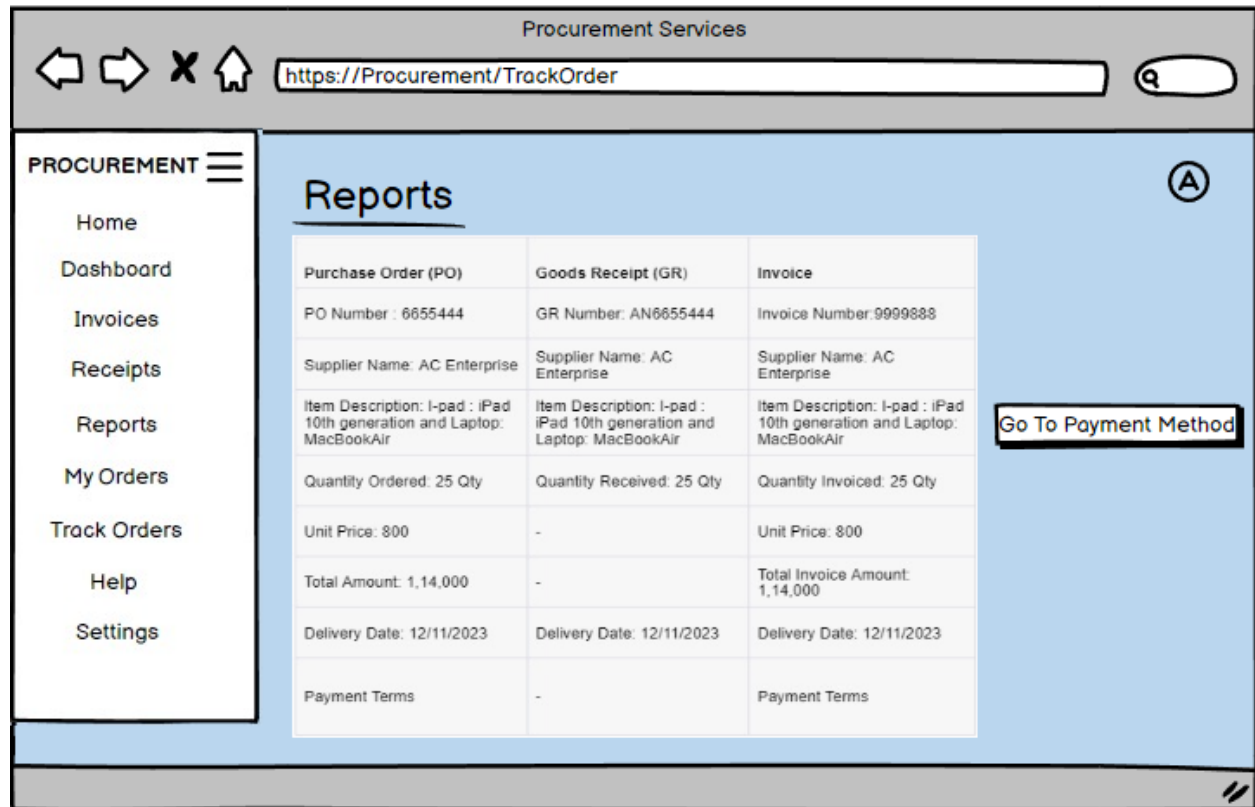 Procurement Services
https://Procurement/TrackOrder
PROCUREMENT
Home
Dashboard
Invoices
Receipts
Reports
My Orders
Track Orders
Help
Settings
A
Reports
Purchase Order (PO)
Goods Receipt (GR)
Invoice
PO Number : 6655444
GR Number: AN6655444
Invoice Number:9999888
Supplier Name: AC Enterprise
Supplier Name: AC
Enterprise
Supplier Name: AC
Enterprise
Item Description: I-pad : iPad
10th generation and Laptop:
MacBookAir
Item Description: I-pad :
iPad 10th generation and
Laptop: MacBookAir
Item Description: I-pad : iPad
10th generation and Laptop:
MacBookAir
Quantity Ordered: 25 Qty
Quantity Received: 25 Qty
Quantity Invoiced: 25 Qty
Unit Price: 800
-
Unit Price: 800
Total Amount: 1,14,000
-
Total Invoice Amount:
1,14,000
Delivery Date: 12/11/2023
Delivery Date: 12/11/2023
Delivery Date: 12/11/2023
Payment Terms
-
Payment Terms
Go To Payment Method